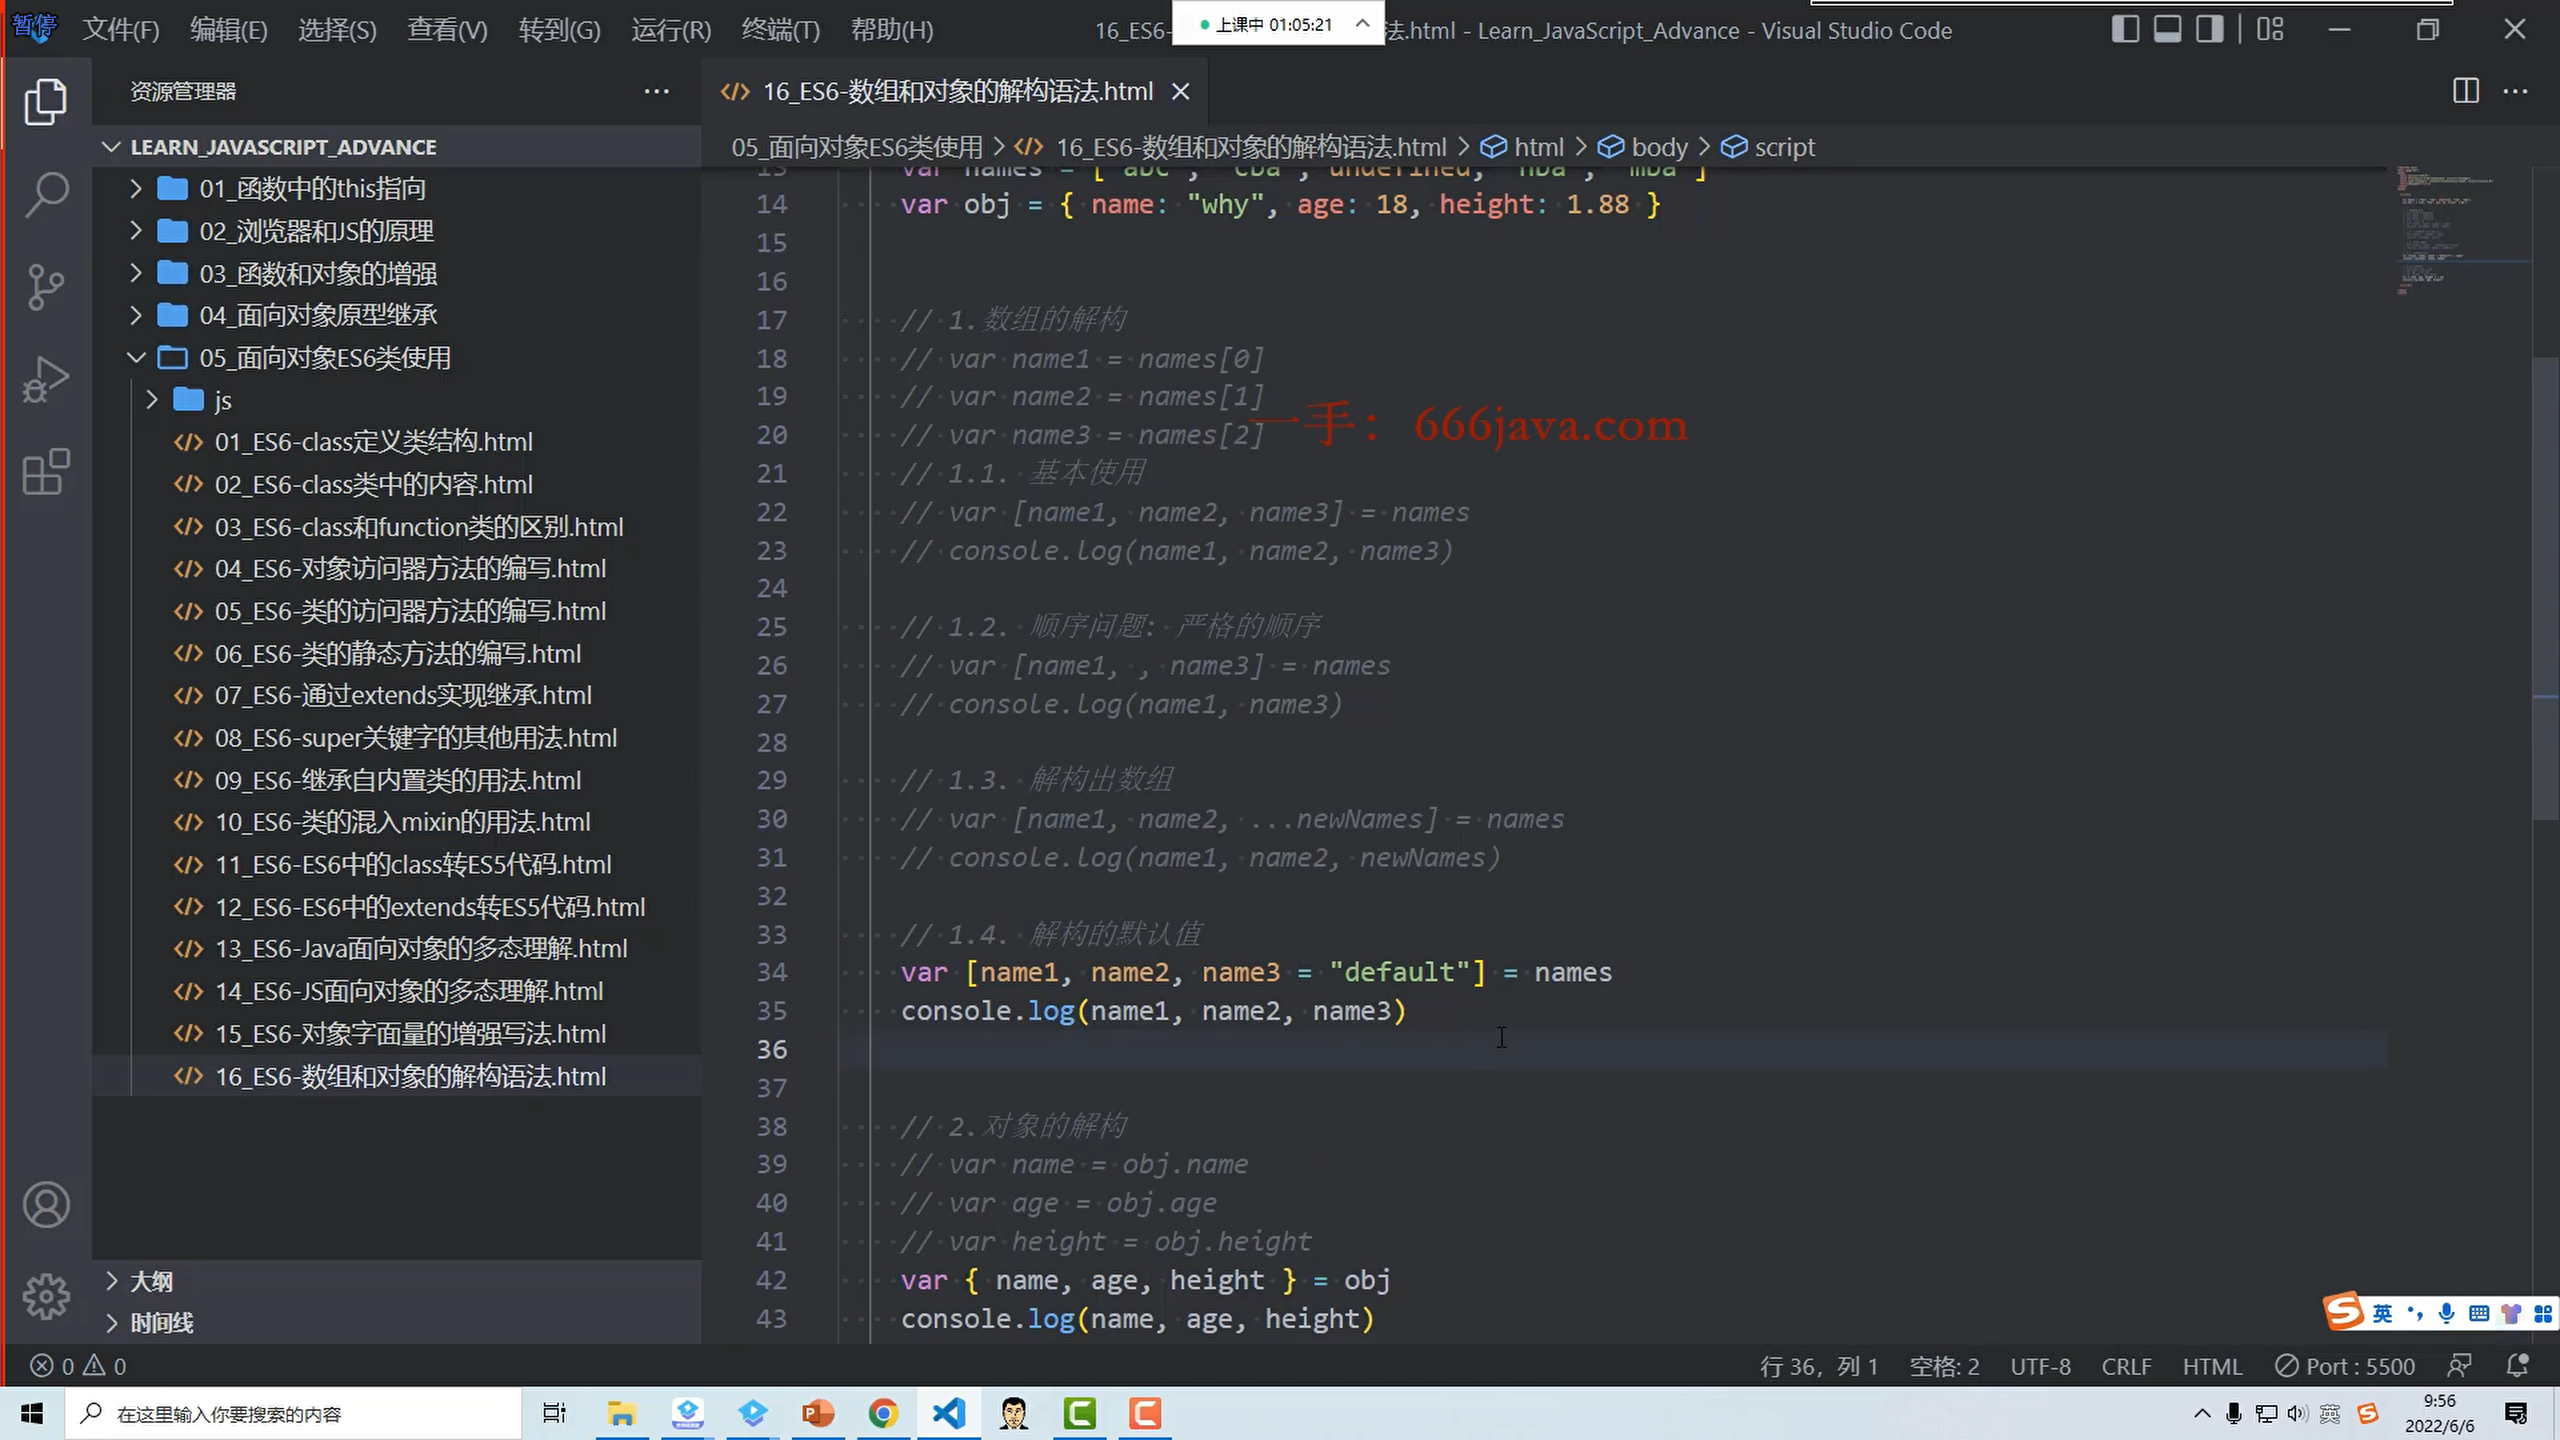 暂停
文件(F) 编辑(E) 选择(S) 查看(V) 转到(G) 运行(R) 终端(T) 帮助(H)
16_ES6-
上课中 01:05:21
法.html - Learn_JavaScript_Advance - Visual Studio Code
资源管理器
LEARN_JAVASCRIPT_ADVANCE
01_函数中的this指向
02_浏览器和JS的原理
03_函数和对象的增强
04_面向对象原型继承
05_面向对象ES6类使用
js
01_ES6-class定义类结构.html
02_ES6-class类中的内容.html
03_ES6-class和function类的区别.html
04_ES6-对象访问器方法的编写.html
05_ES6-类的访问器方法的编写.html
06_ES6-类的静态方法的编写.html
07_ES6-通过extends实现继承.html
08_ES6-super关键字的其他用法.html
09_ES6-继承自内置类的用法.html
10_ES6-类的混入mixin的用法.html
11_ES6-ES6中的class转ES5代码.html
12_ES6-ES6中的extends转ES5代码.html
13_ES6-Java面向对象的多态理解.html
14_ES6-JS面向对象的多态理解.html
15_ES6-对象字面量的增强写法.html
16_ES6-数组和对象的解构语法.html
大纲
时间线
16_ES6-数组和对象的解构语法.html
05_面向对象ES6类使用 > 16_ES6-数组和对象的解构语法.html > html > body > script
13 var names = ["abc", "cba", undefined, "nba", "mba"]
14 var obj = { name: "why", age: 18, height: 1.88 }
15
16
17 // 1.数组的解构
18 // var name1 = names[0]
19 // var name2 = names[1]
20 // var name3 = names[2]
一手： 666java.com
21 // 1.1. 基本使用
22 // var [name1, name2, name3] = names
23 // console.log(name1, name2, name3)
24
25 // 1.2. 顺序问题: 严格的顺序
26 // var [name1, , name3] = names
27 // console.log(name1, name3)
28
29 // 1.3. 解构出数组
30 // var [name1, name2, ...newNames] = names
31 // console.log(name1, name2, newNames)
32
33 // 1.4. 解构的默认值
34 var [name1, name2, name3 = "default"] = names
35 console.log(name1, name2, name3)
36
37
38 // 2.对象的解构
39 // var name = obj.name
40 // var age = obj.age
41 // var height = obj.height
42 var { name, age, height } = obj
43 console.log(name, age, height)
英
0 0
行 36，列 1 空格: 2 UTF-8 CRLF HTML Port : 5500
在这里输入你要搜索的内容
英
9:56
2022/6/6